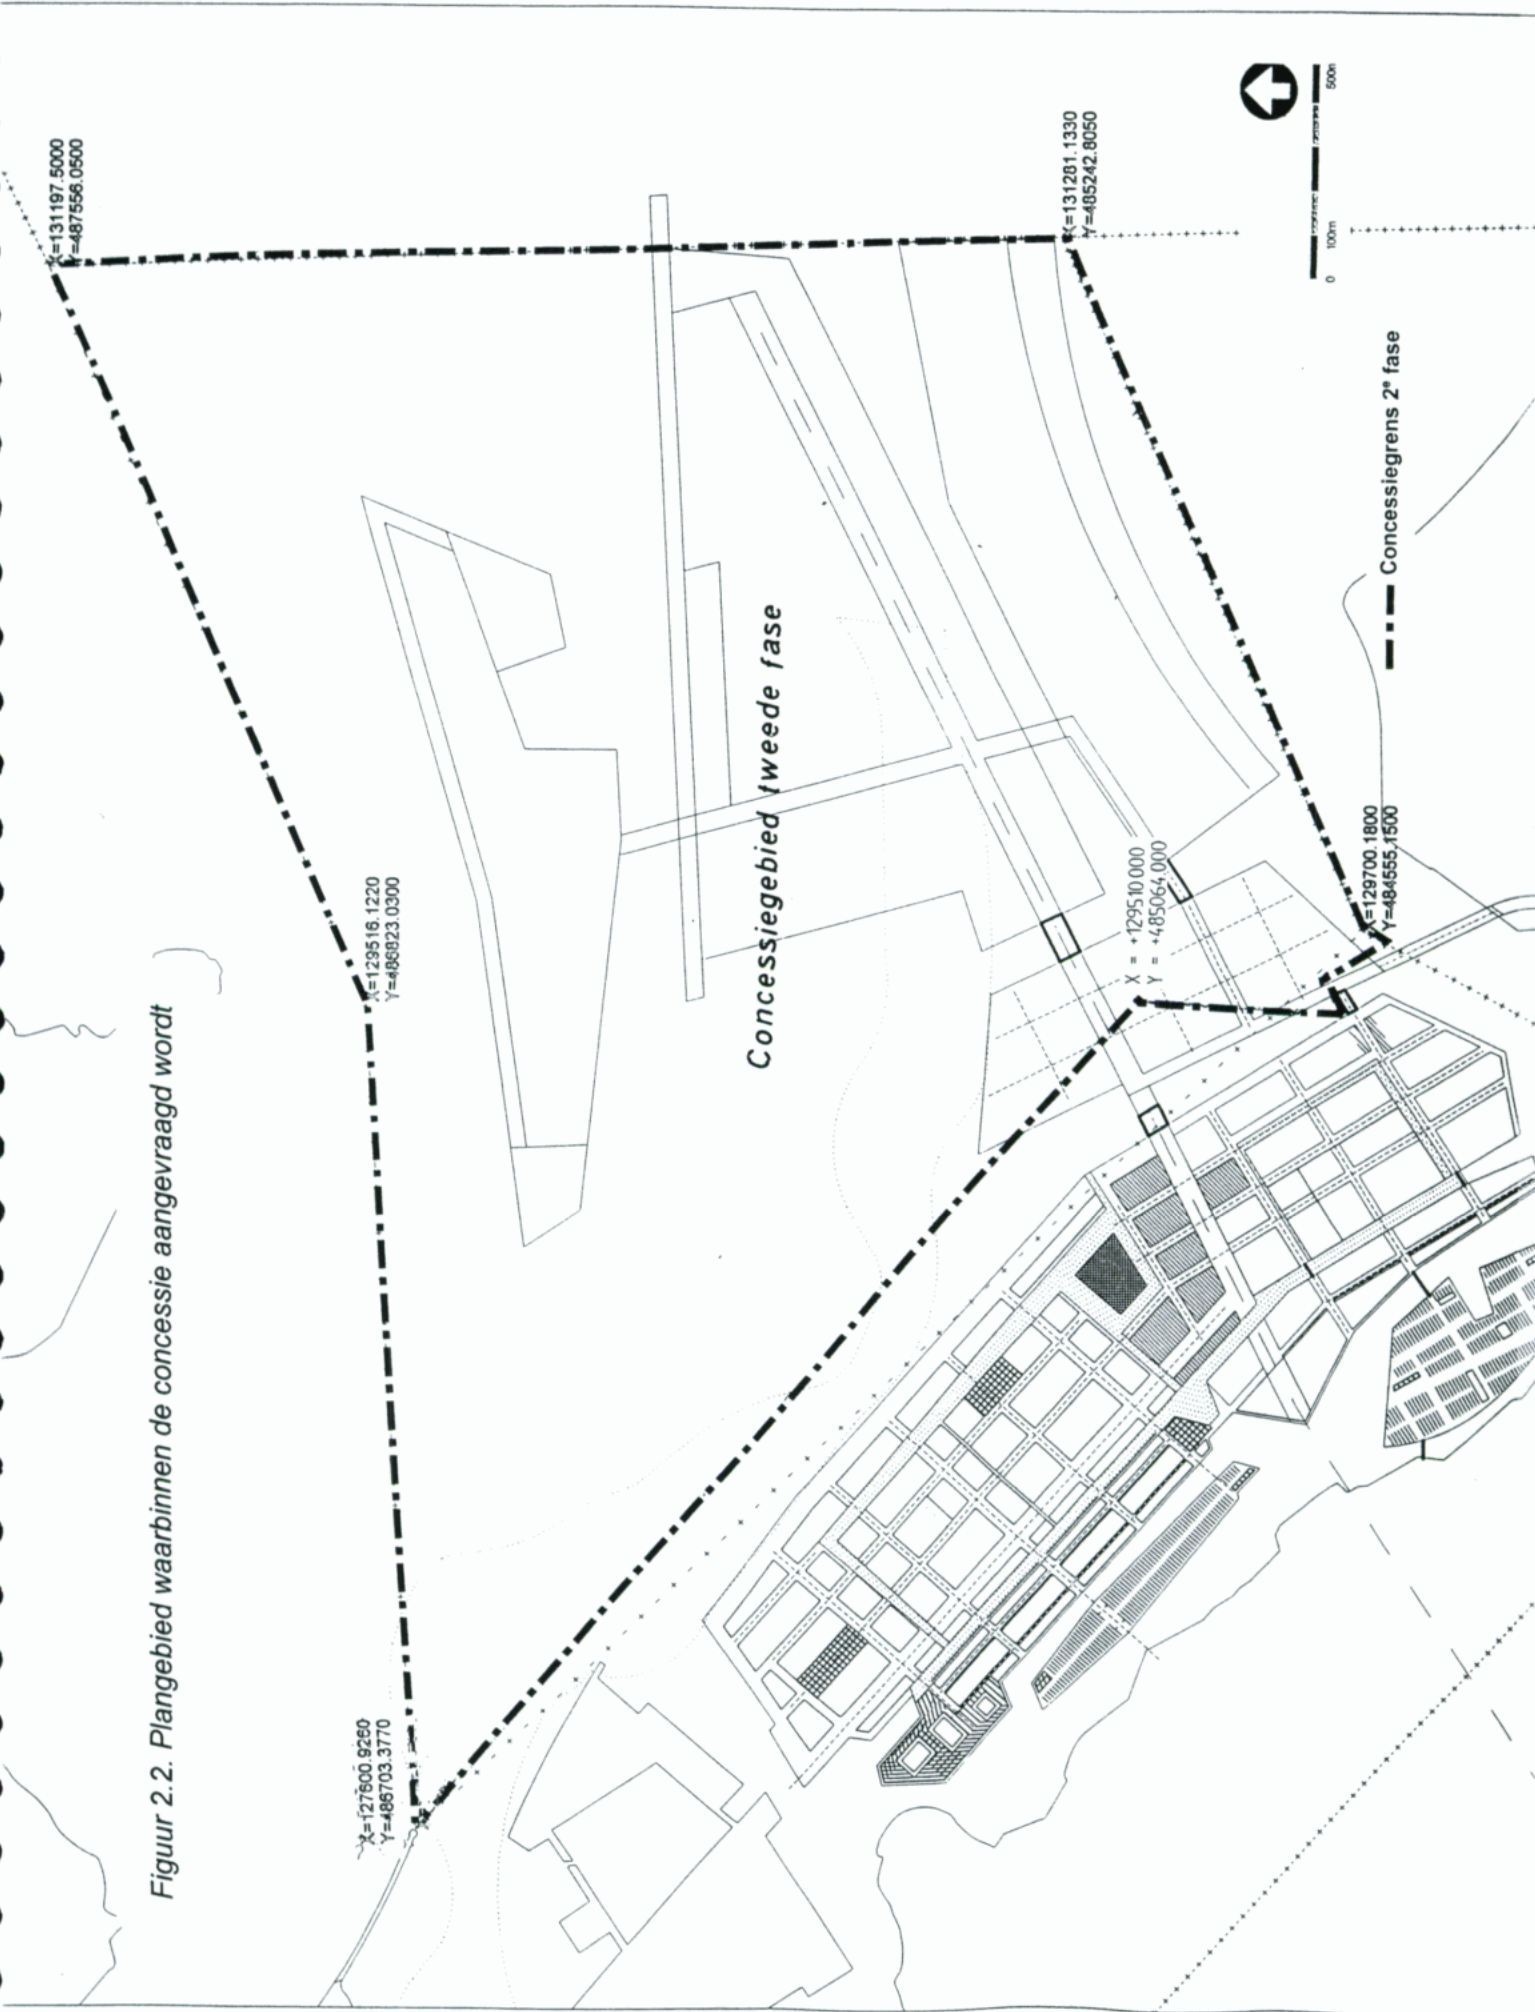 Figuur 2.2. Plangebied waarbinnen de concessie aangevraagd wordt
X=131197.5000
Y=487556.0500
X=129516.1220
Y=486823.0300
X=127600.9260
Y=486703.3770
Concessiegebied tweede fase
X=131281.1330
Y=485242.8050
X = +129510.000
Y = +485064.000
X=129700.1800
Y=484555.1500
0 100m 500m
Concessiegrens 2e fase